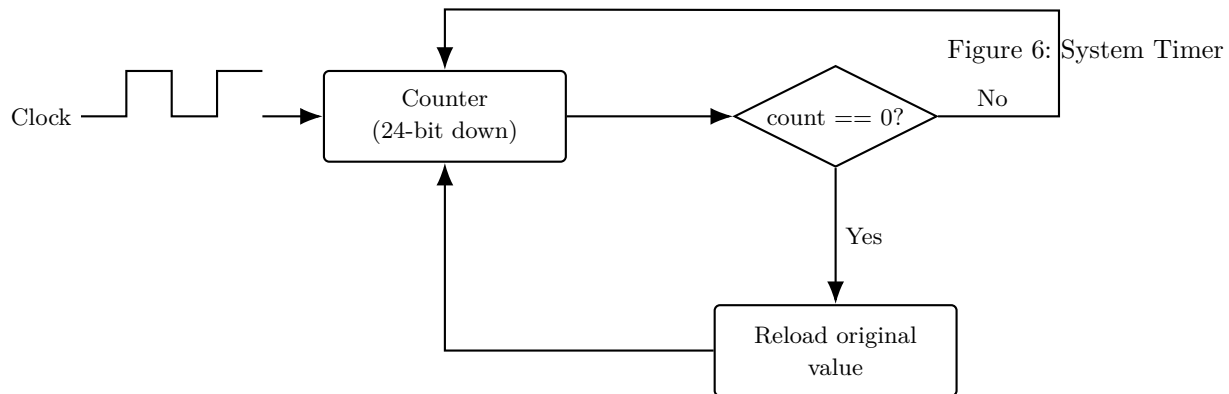 Figure 6: System Timer
Clock
Counter
(24-bit down)
count == 0?
No
Yes
Reload original
value